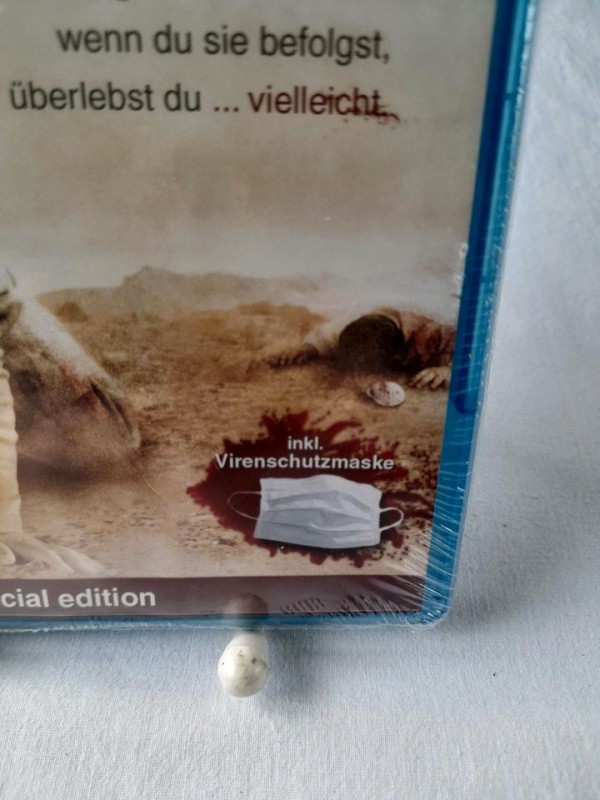 wenn du sie befolgst,
überlebst du ... vielleicht.
inkl.
Virenschutzmaske
cial edition